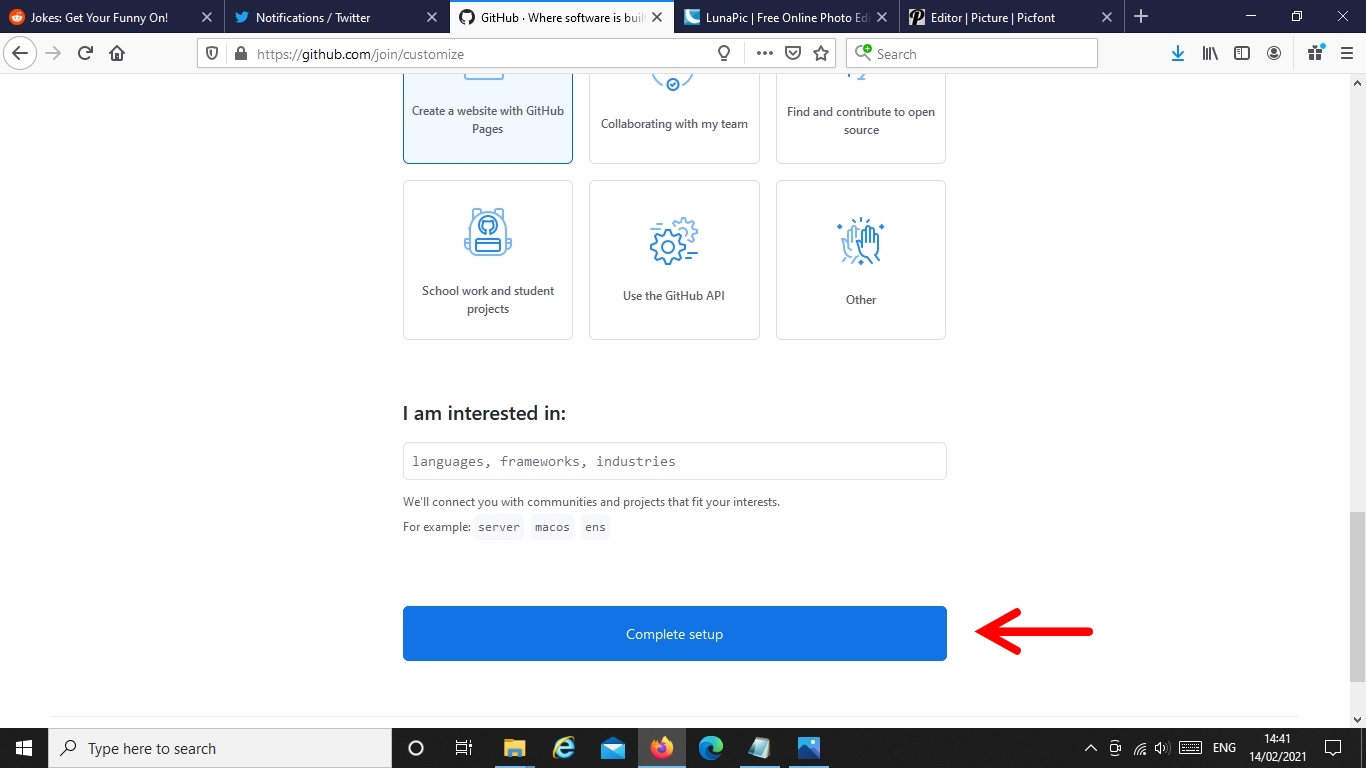 Jokes: Get Your Funny On!
Notifications / Twitter
GitHub · Where software is buil
LunaPic | Free Online Photo Edi
Editor | Picture | Picfont
https://github.com/join/customize
Search
Create a website with GitHub
Pages
Collaborating with my team
Find and contribute to open
source
School work and student
projects
Use the GitHub API
Other
I am interested in:
languages, frameworks, industries
We'll connect you with communities and projects that fit your interests.
For example: server macos ens
Complete setup
Type here to search
ENG
14:41
14/02/2021